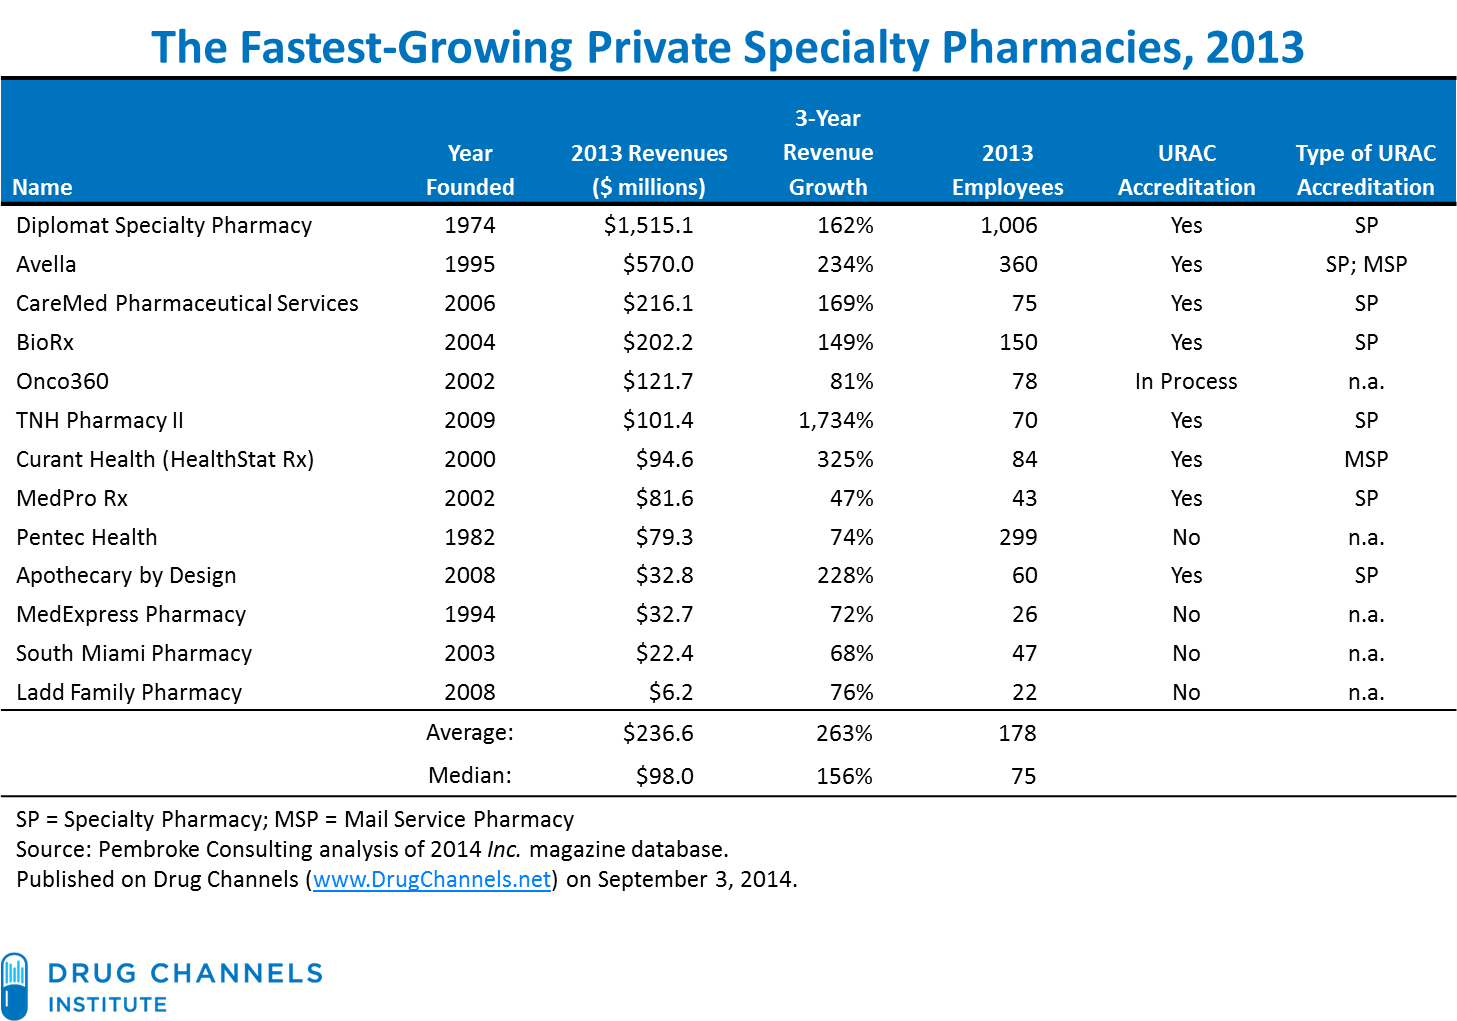 The Fastest-Growing Private Specialty Pharmacies, 2013
Name Year Founded 2013 Revenues ($ millions) 3-Year Revenue Growth 2013 Employees URAC Accreditation Type of URAC Accreditation
Diplomat Specialty Pharmacy 1974 $1,515.1 162% 1,006 Yes SP
Avella 1995 $570.0 234% 360 Yes SP; MSP
CareMed Pharmaceutical Services 2006 $216.1 169% 75 Yes SP
BioRx 2004 $202.2 149% 150 Yes SP
Onco360 2002 $121.7 81% 78 In Process n.a.
TNH Pharmacy II 2009 $101.4 1,734% 70 Yes SP
Curant Health (HealthStat Rx) 2000 $94.6 325% 84 Yes MSP
MedPro Rx 2002 $81.6 47% 43 Yes SP
Pentec Health 1982 $79.3 74% 299 No n.a.
Apothecary by Design 2008 $32.8 228% 60 Yes SP
MedExpress Pharmacy 1994 $32.7 72% 26 No n.a.
South Miami Pharmacy 2003 $22.4 68% 47 No n.a.
Ladd Family Pharmacy 2008 $6.2 76% 22 No n.a.
Average: $236.6 263% 178
Median: $98.0 156% 75
SP = Specialty Pharmacy; MSP = Mail Service Pharmacy
Source: Pembroke Consulting analysis of 2014 Inc. magazine database.
Published on Drug Channels (www.DrugChannels.net) on September 3, 2014.
DRUG CHANNELS
INSTITUTE